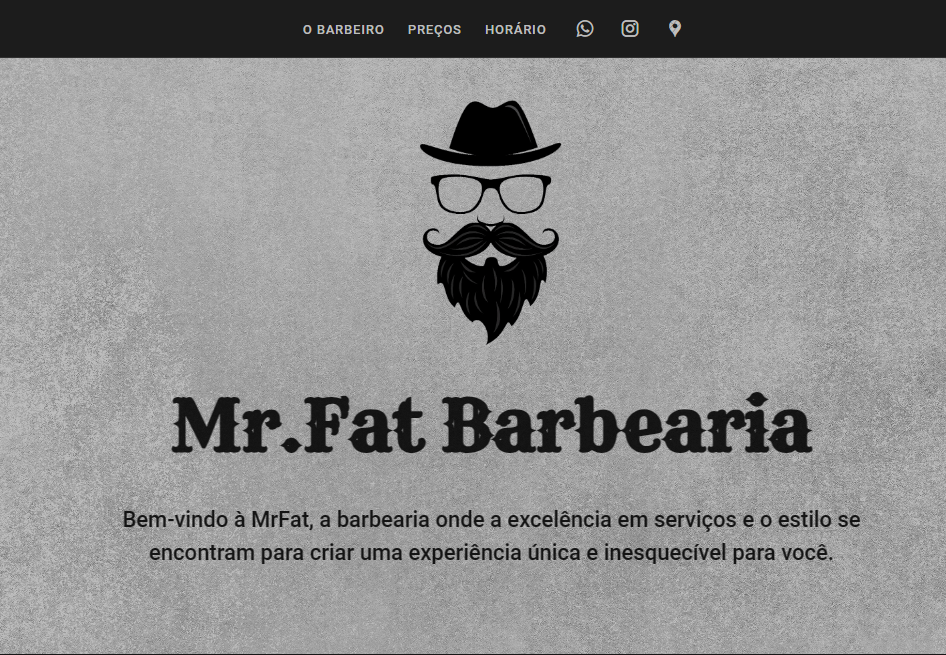 O BARBEIRO PREÇOS HORÁRIO
Mr.Fat Barbearia
Bem-vindo à MrFat, a barbearia onde a excelência em serviços e o estilo se
encontram para criar uma experiência única e inesquecível para você.